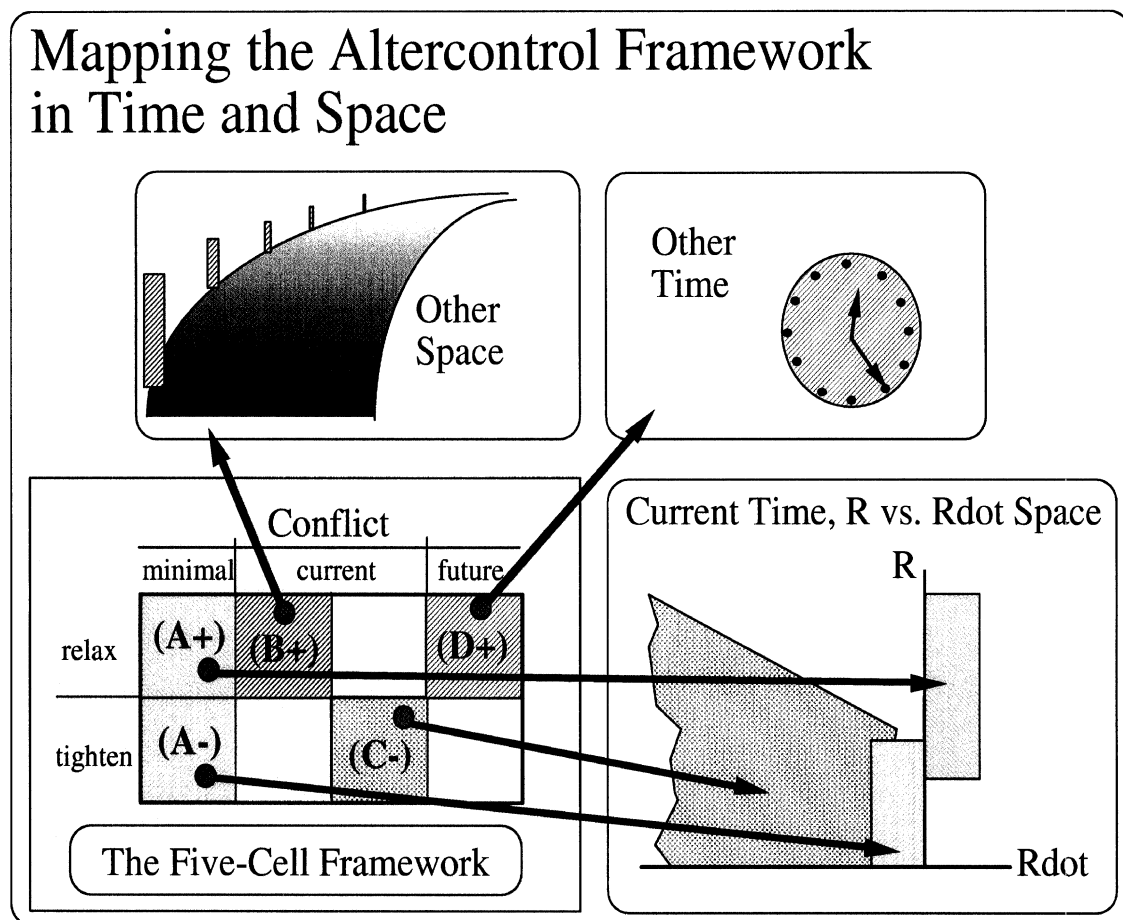 Mapping the Altercontrol Framework
in Time and Space
Other
Space
Other
Time
Conflict
minimal current future
relax (A+) (B+) (D+)
tighten (A-) (C-)
The Five-Cell Framework
Current Time, R vs. Rdot Space
R
Rdot